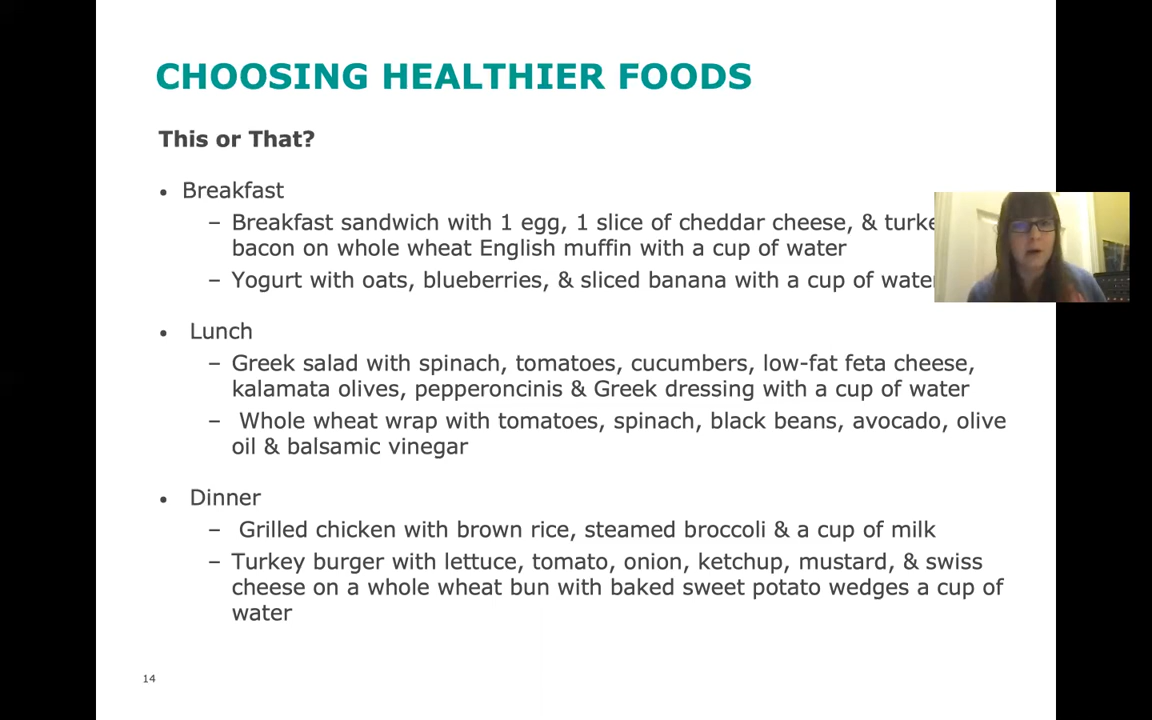 CHOOSING HEALTHIER FOODS
This or That?
• Breakfast
– Breakfast sandwich with 1 egg, 1 slice of cheddar cheese, & turke
bacon on whole wheat English muffin with a cup of water
– Yogurt with oats, blueberries, & sliced banana with a cup of water
• Lunch
– Greek salad with spinach, tomatoes, cucumbers, low-fat feta cheese,
kalamata olives, pepperoncinis & Greek dressing with a cup of water
– Whole wheat wrap with tomatoes, spinach, black beans, avocado, olive
oil & balsamic vinegar
• Dinner
– Grilled chicken with brown rice, steamed broccoli & a cup of milk
– Turkey burger with lettuce, tomato, onion, ketchup, mustard, & swiss
cheese on a whole wheat bun with baked sweet potato wedges a cup of
water
14